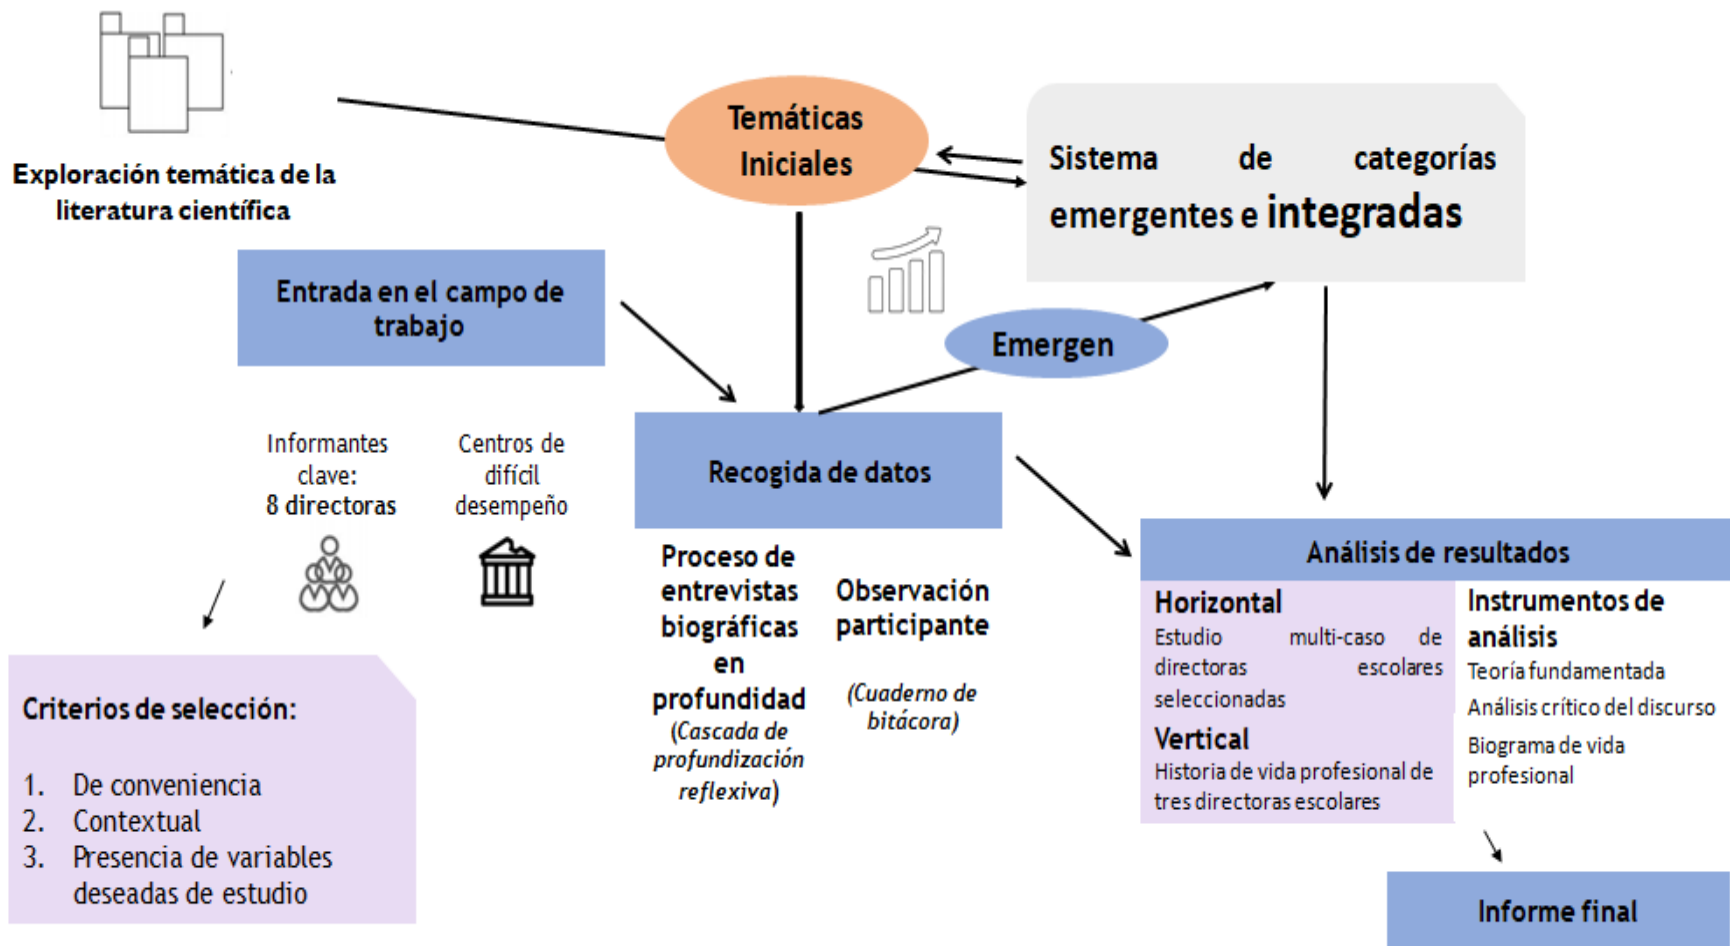 Exploración temática de la
literatura científica
Temáticas
Iniciales
Sistema de categorías
emergentes e integradas
Entrada en el campo de
trabajo
Emergen
Informantes
clave:
8 directoras
Centros de
difícil
desempeño
Recogida de datos
Proceso de
entrevistas
biográficas
en
profundidad
(Cascada de
profundización
reflexiva)
Observación
participante
(Cuaderno de
bitácora)
Criterios de selección:
1. De conveniencia
2. Contextual
3. Presencia de variables
deseadas de estudio
Análisis de resultados
Horizontal
Estudio multi-caso de
directoras escolares
seleccionadas
Vertical
Historia de vida profesional de
tres directoras escolares
Instrumentos de
análisis
Teoría fundamentada
Análisis crítico del discurso
Biograma de vida
profesional
Informe final